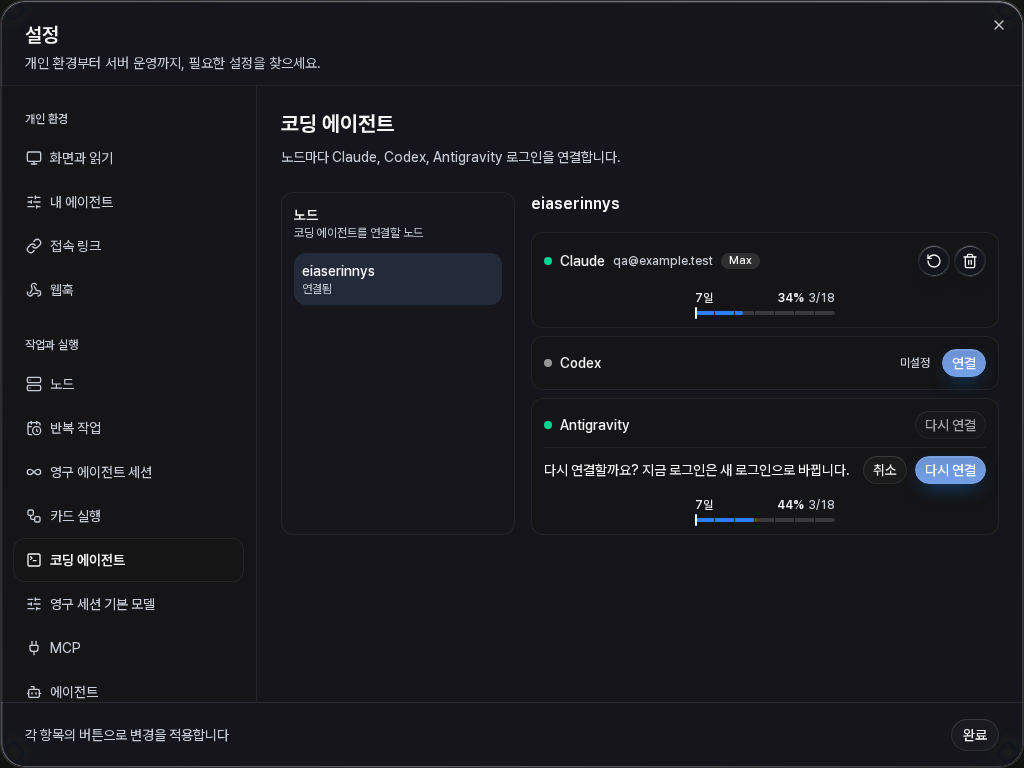 설정
개인 환경부터 서버 운영까지, 필요한 설정을 찾으세요.
개인 환경
화면과 읽기
내 에이전트
접속 링크
웹훅
작업과 실행
노드
반복 작업
영구 에이전트 세션
카드 실행
코딩 에이전트
영구 세션 기본 모델
MCP
에이전트
코딩 에이전트
노드마다 Claude, Codex, Antigravity 로그인을 연결합니다.
노드
코딩 에이전트를 연결할 노드
eiaserinnys
연결됨
eiaserinnys
Claude qa@example.test Max
7일 34% 3/18
Codex 미설정 연결
Antigravity 다시 연결
다시 연결할까요? 지금 로그인은 새 로그인으로 바뀝니다. 취소 다시 연결
7일 44% 3/18
각 항목의 버튼으로 변경을 적용합니다
완료